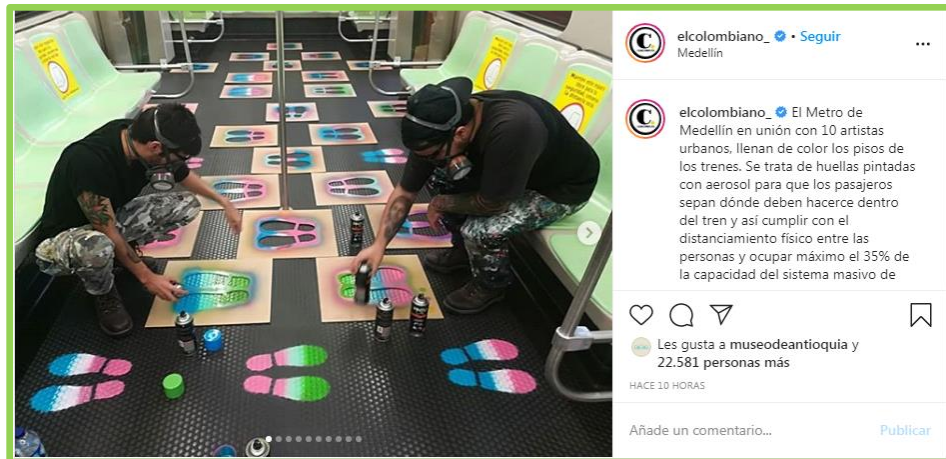 elcolombiano_ • Seguir
Medellín
elcolombiano_ El Metro de
Medellín en unión con 10 artistas
urbanos, llenan de color los pisos de
los trenes. Se trata de huellas pintadas
con aerosol para que los pasajeros
sepan dónde deben hacerce dentro
del tren y así cumplir con el
distanciamiento físico entre las
personas y ocupar máximo el 35% de
la capacidad del sistema masivo de
Les gusta a museodeantioquia y
22.581 personas más
HACE 10 HORAS
Añade un comentario...
Publicar